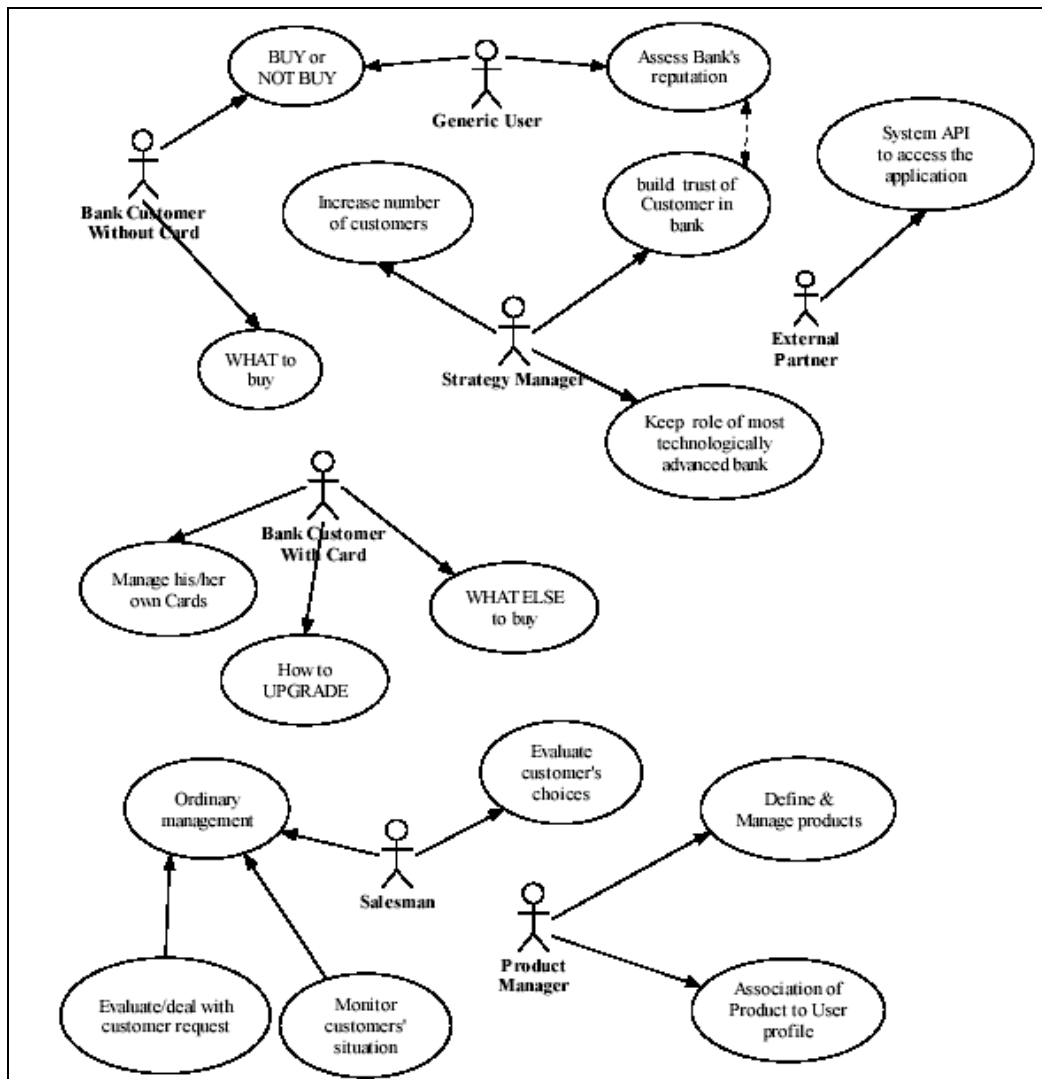 BUY or
NOT BUY
Assess Bank's
reputation
Generic User
System API
to access the
application
Bank Customer
Without Card
Increase number
of customers
build trust of
Customer in
bank
External
Partner
WHAT to
buy
Strategy Manager
Keep role of most
technologically
advanced bank
Bank Customer
With Card
Manage his/her
own Cards
WHAT ELSE
to buy
How to
UPGRADE
Evaluate
customer's
choices
Ordinary
management
Define &
Manage products
Salesman
Product
Manager
Evaluate/deal with
customer request
Monitor
customers'
situation
Association of
Product to User
profile